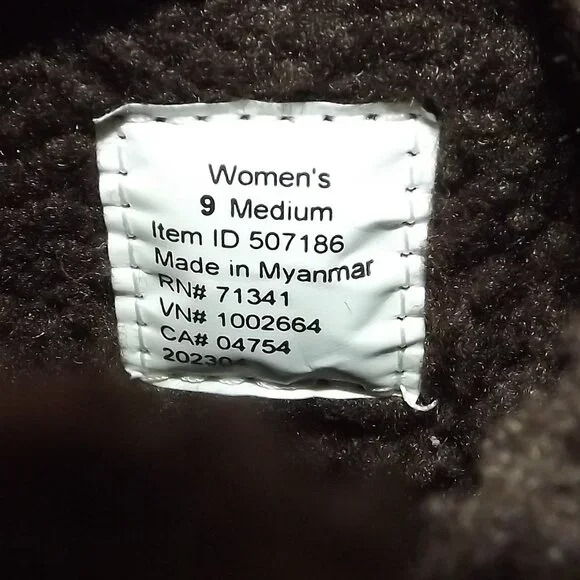 Women's
9 Medium
Item ID 507186
Made in Myanmar
RN# 71341
VN# 1002664
CA# 04754